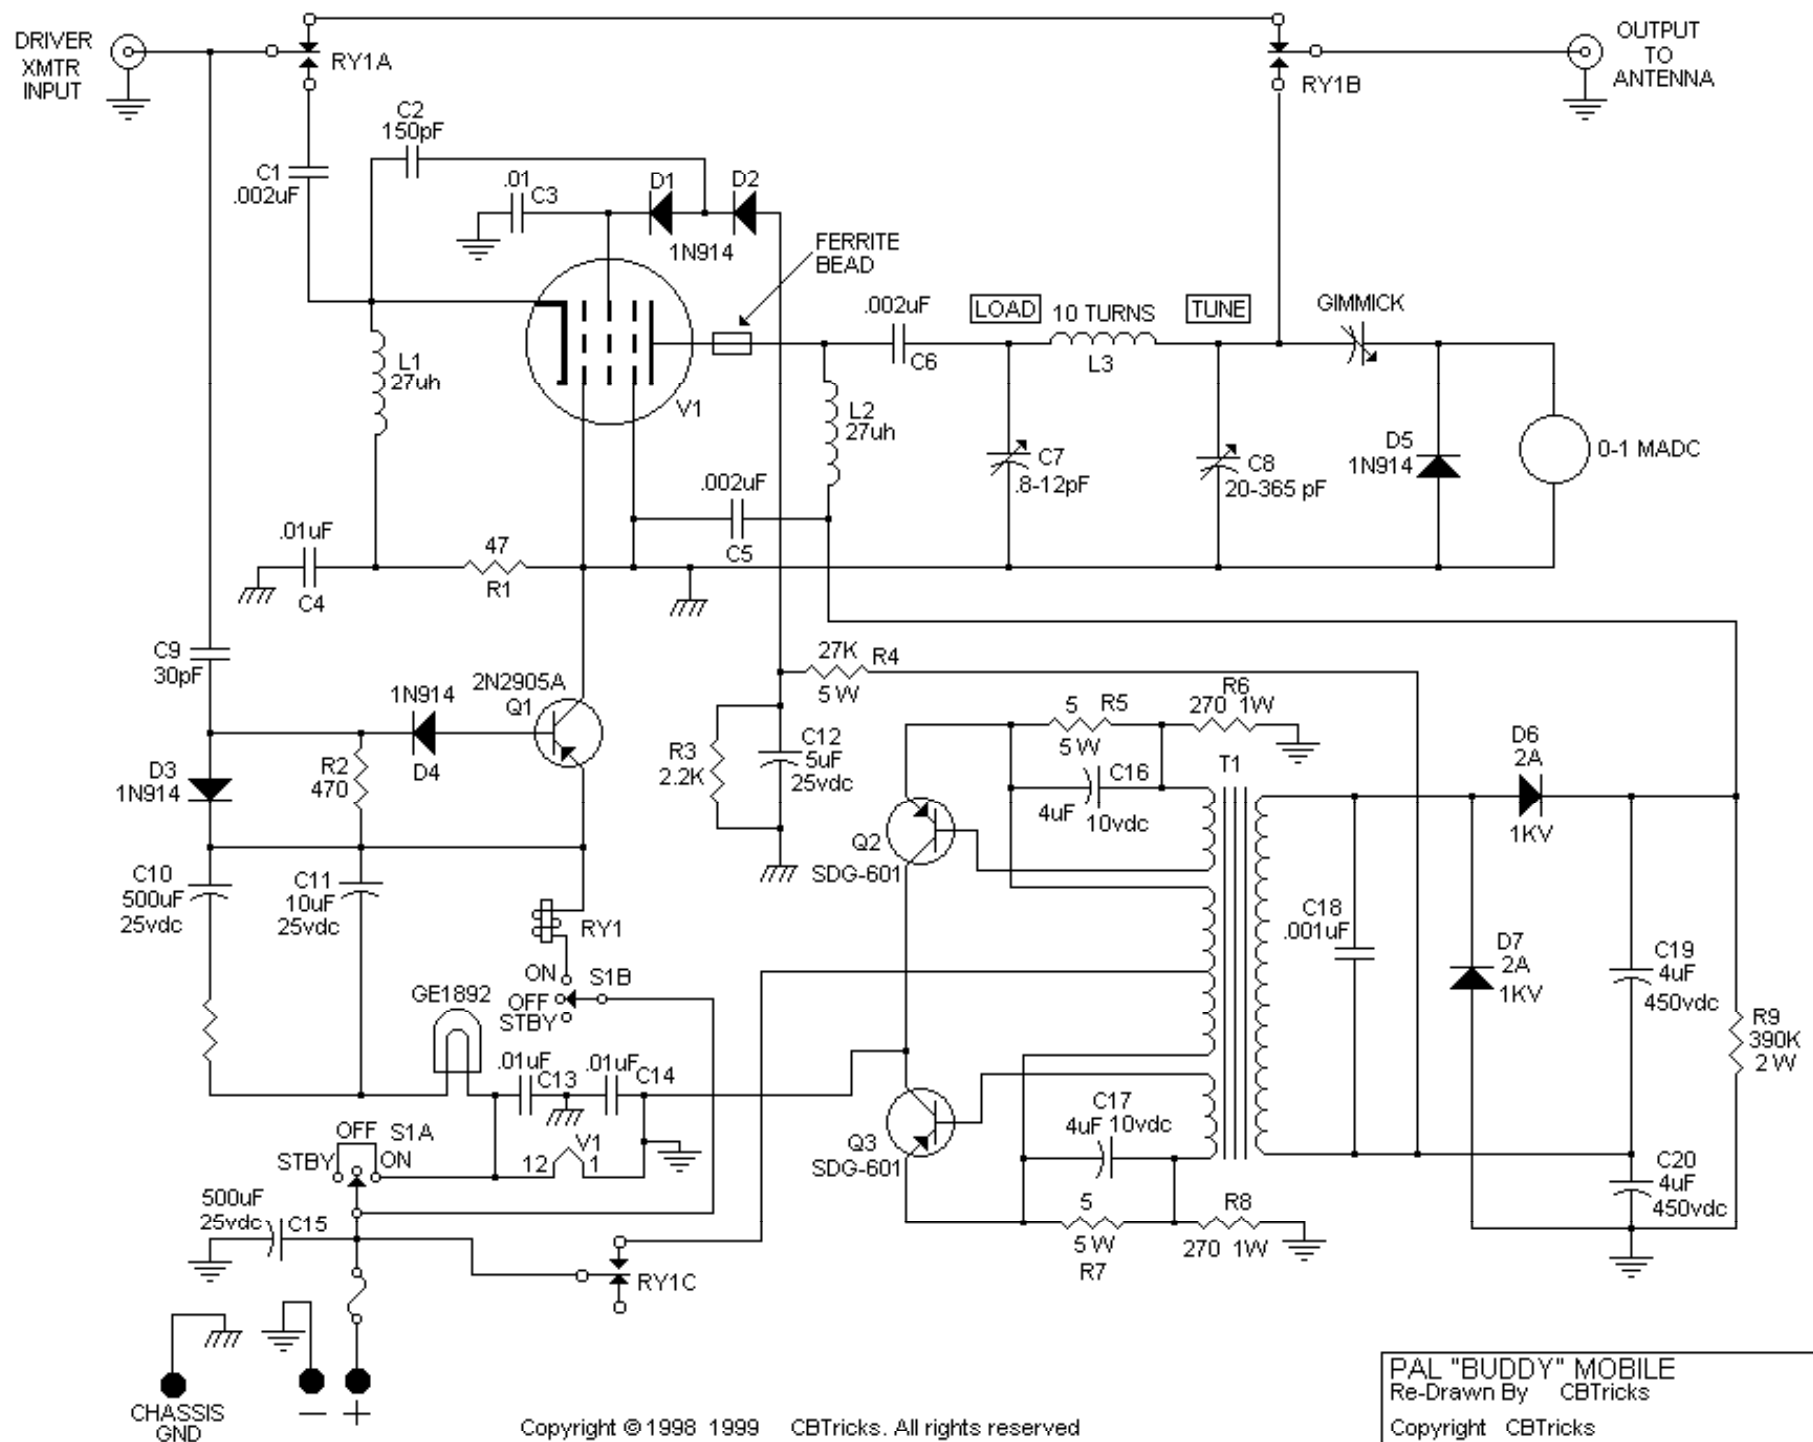 DRIVER
XMTR
INPUT
RY1A
RY1B
OUTPUT
TO
ANTENNA
C2
150pF
C1
.002uF
.01
C3
D1
D2
1N914
FERRITE
BEAD
L1
27uh
V1
.002uF
C6
LOAD
10 TURNS
L3
TUNE
GIMMICK
L2
27uh
C7
.8-12pF
C8
20-365 pF
D5
1N914
0-1 MADC
.002uF
C5
.01uF
C4
47
R1
C9
30pF
1N914
D4
2N2905A
Q1
27K
R4
5 W
D3
1N914
R2
470
R3
2.2K
C12
5uF
25vdc
5
R5
5 W
R6
270 1W
C16
4uF
10vdc
T1
D6
2A
1KV
Q2
SDG-601
C10
500uF
25vdc
C11
10uF
25vdc
RY1
ON
OFF
STBY
S1B
GE1892
C18
.001uF
D7
2A
1KV
C19
4uF
450vdc
R9
390K
2 W
.01uF
C13
.01uF
C14
V1
12
1
OFF
S1A
STBY
ON
Q3
SDG-601
C17
4uF
10vdc
5
5 W
R7
R8
270 1W
C20
4uF
450vdc
500uF
25vdc
C15
RY1C
CHASSIS
GND
— +
Copyright © 1998 1999 CBTricks. All rights reserved
PAL "BUDDY" MOBILE
Re-Drawn By CBTricks
Copyright CBTricks